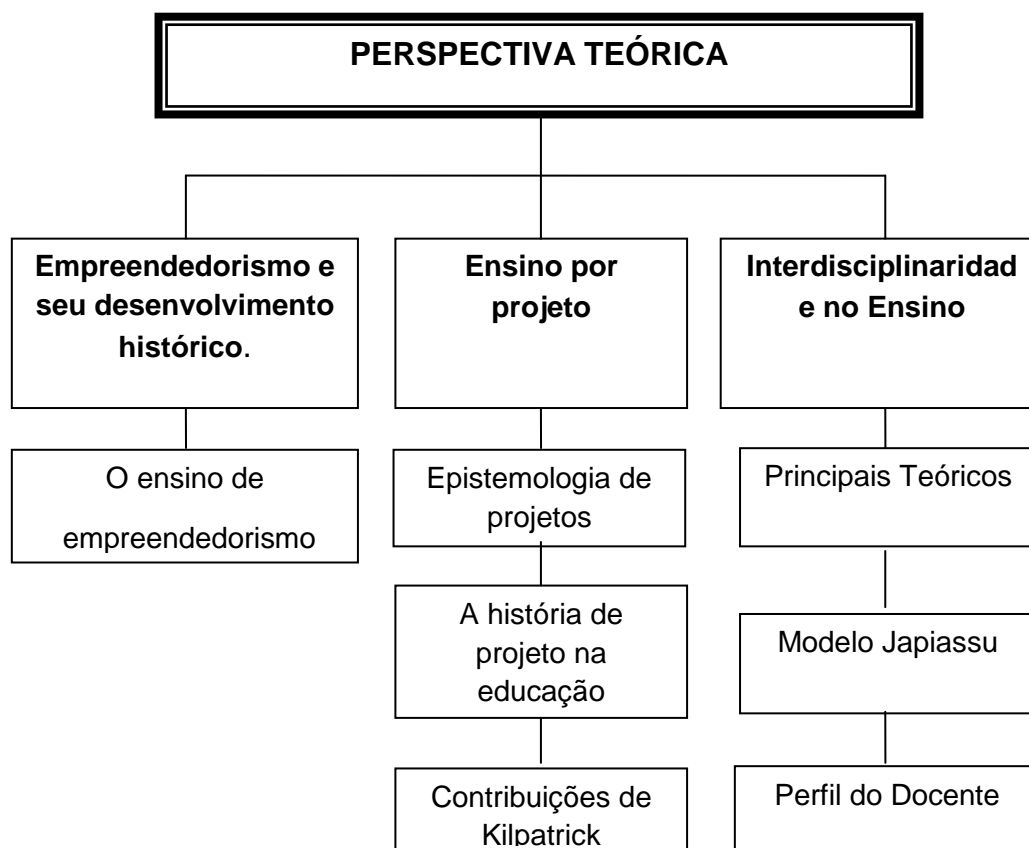 PERSPECTIVA TEÓRICA
Empreendedorismo e
seu desenvolvimento
histórico.
Ensino por
projeto
Interdisciplinaridad
e no Ensino
O ensino de
empreendedorismo
Epistemologia de
projetos
Principais Teóricos
A história de
projeto na
educação
Modelo Japiassu
Contribuições de
Kilpatrick
Perfil do Docente